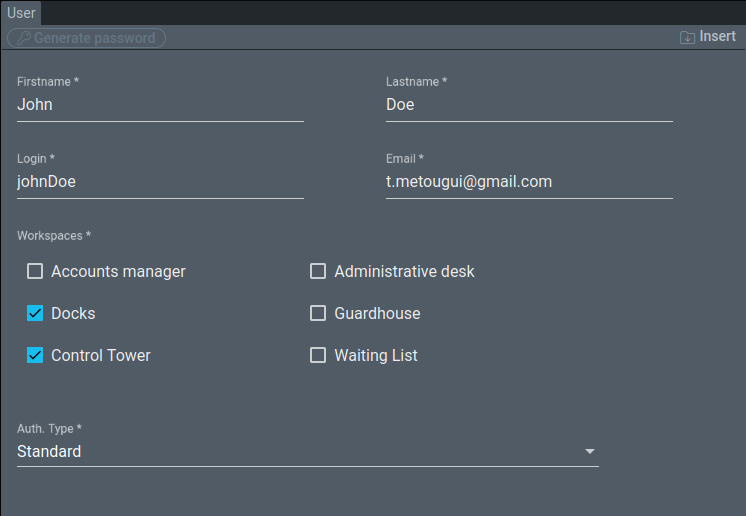 User
Generate password
Insert
Firstname *
Lastname *
John
Doe
Login *
Email *
johnDoe
t.metougui@gmail.com
Workspaces *
Accounts manager
Administrative desk
Docks
Guardhouse
Control Tower
Waiting List
Auth. Type *
Standard